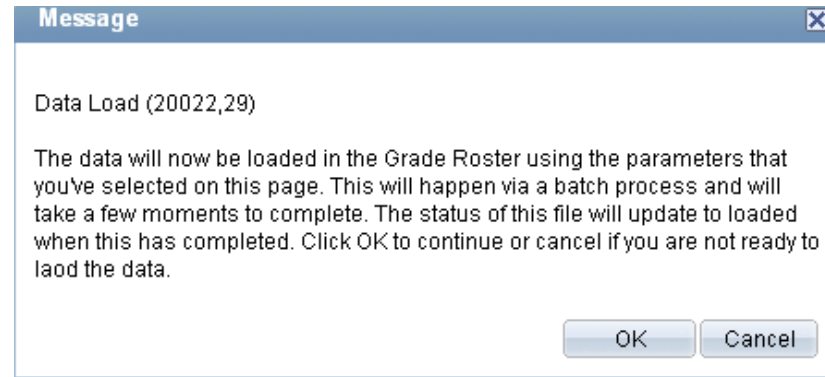 Message
Data Load (20022,29)
The data will now be loaded in the Grade Roster using the parameters that
you've selected on this page. This will happen via a batch process and will
take a few moments to complete. The status of this file will update to loaded
when this has completed. Click OK to continue or cancel if you are not ready to
laod the data.
OK Cancel